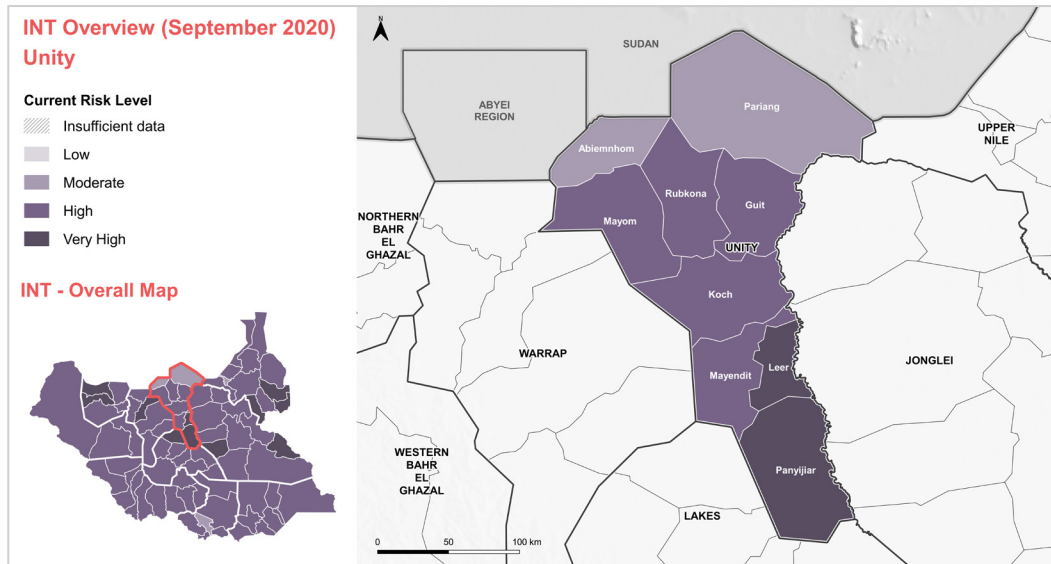 INT Overview (September 2020)
Unity
Current Risk Level
Insufficient data
Low
Moderate
High
Very High
INT - Overall Map
N
SUDAN
ABYEI
REGION
Pariang
Abiemnhom
UPPER
NILE
Rubkona
Guit
Mayom
NORTHERN
BAHR
EL
GHAZAL
UNITY
Koch
WARRAP
JONGLEI
Mayendit
Leer
WESTERN
BAHR
EL
GHAZAL
Panyijiar
LAKES
0 50 100 km